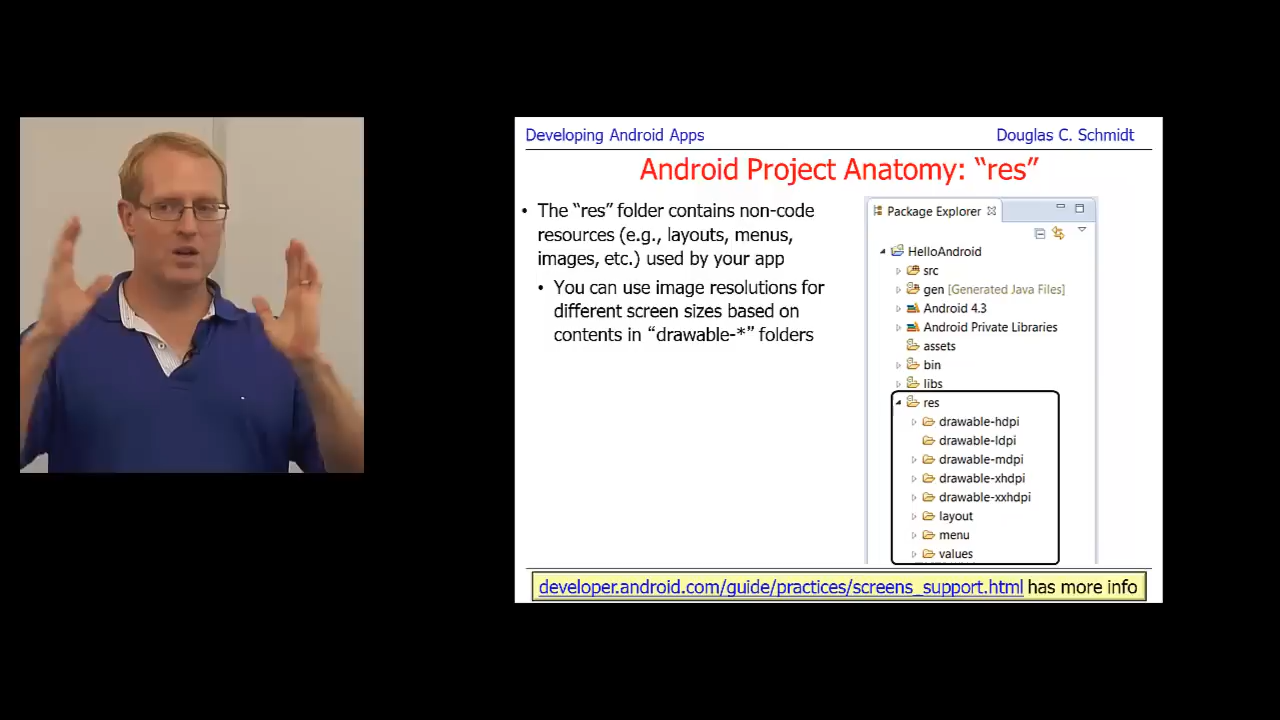 Developing Android Apps
Douglas C. Schmidt
Android Project Anatomy: “res”
• The “res” folder contains non-code
resources (e.g., layouts, menus,
images, etc.) used by your app
• You can use image resolutions for
different screen sizes based on
contents in “drawable-*” folders
Package Explorer
HelloAndroid
src
gen [Generated Java Files]
Android 4.3
Android Private Libraries
assets
bin
libs
res
drawable-hdpi
drawable-ldpi
drawable-mdpi
drawable-xhdpi
drawable-xxhdpi
layout
menu
values
developer.android.com/guide/practices/screens_support.html has more info